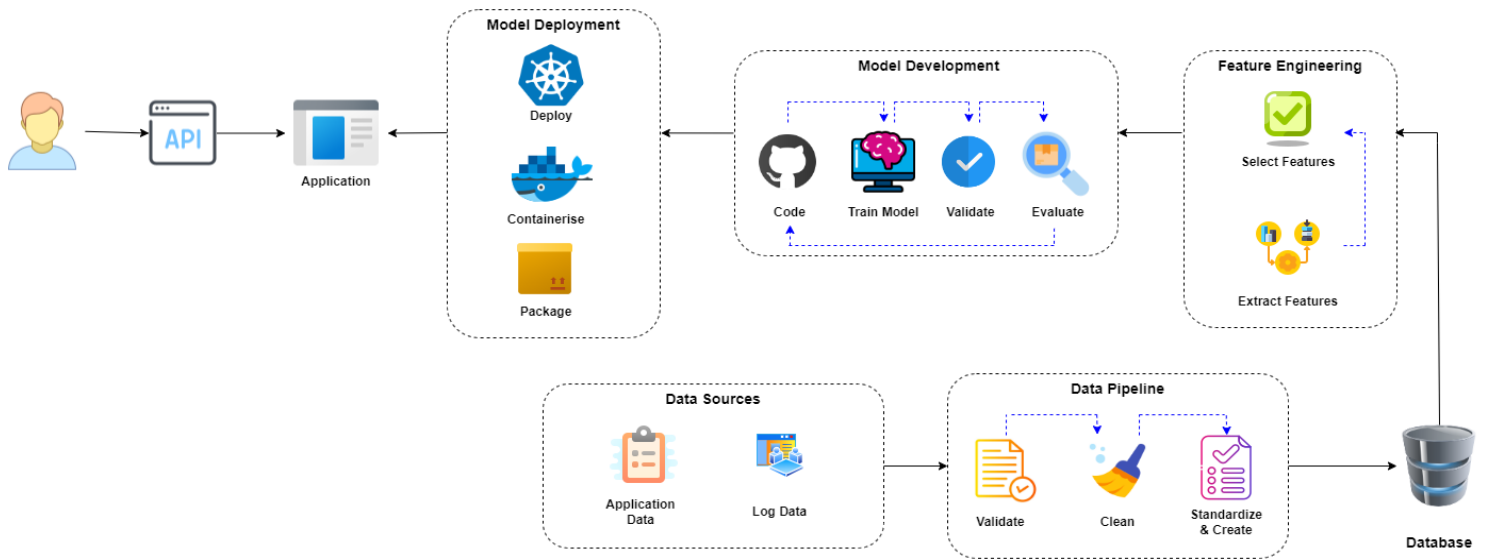 Model Deployment
Deploy
Containerise
Package
API
Application
Model Development
Code
Train Model
Validate
Evaluate
Feature Engineering
Select Features
Extract Features
Data Sources
Application
Data
Log Data
Data Pipeline
Validate
Clean
Standardize
& Create
Database